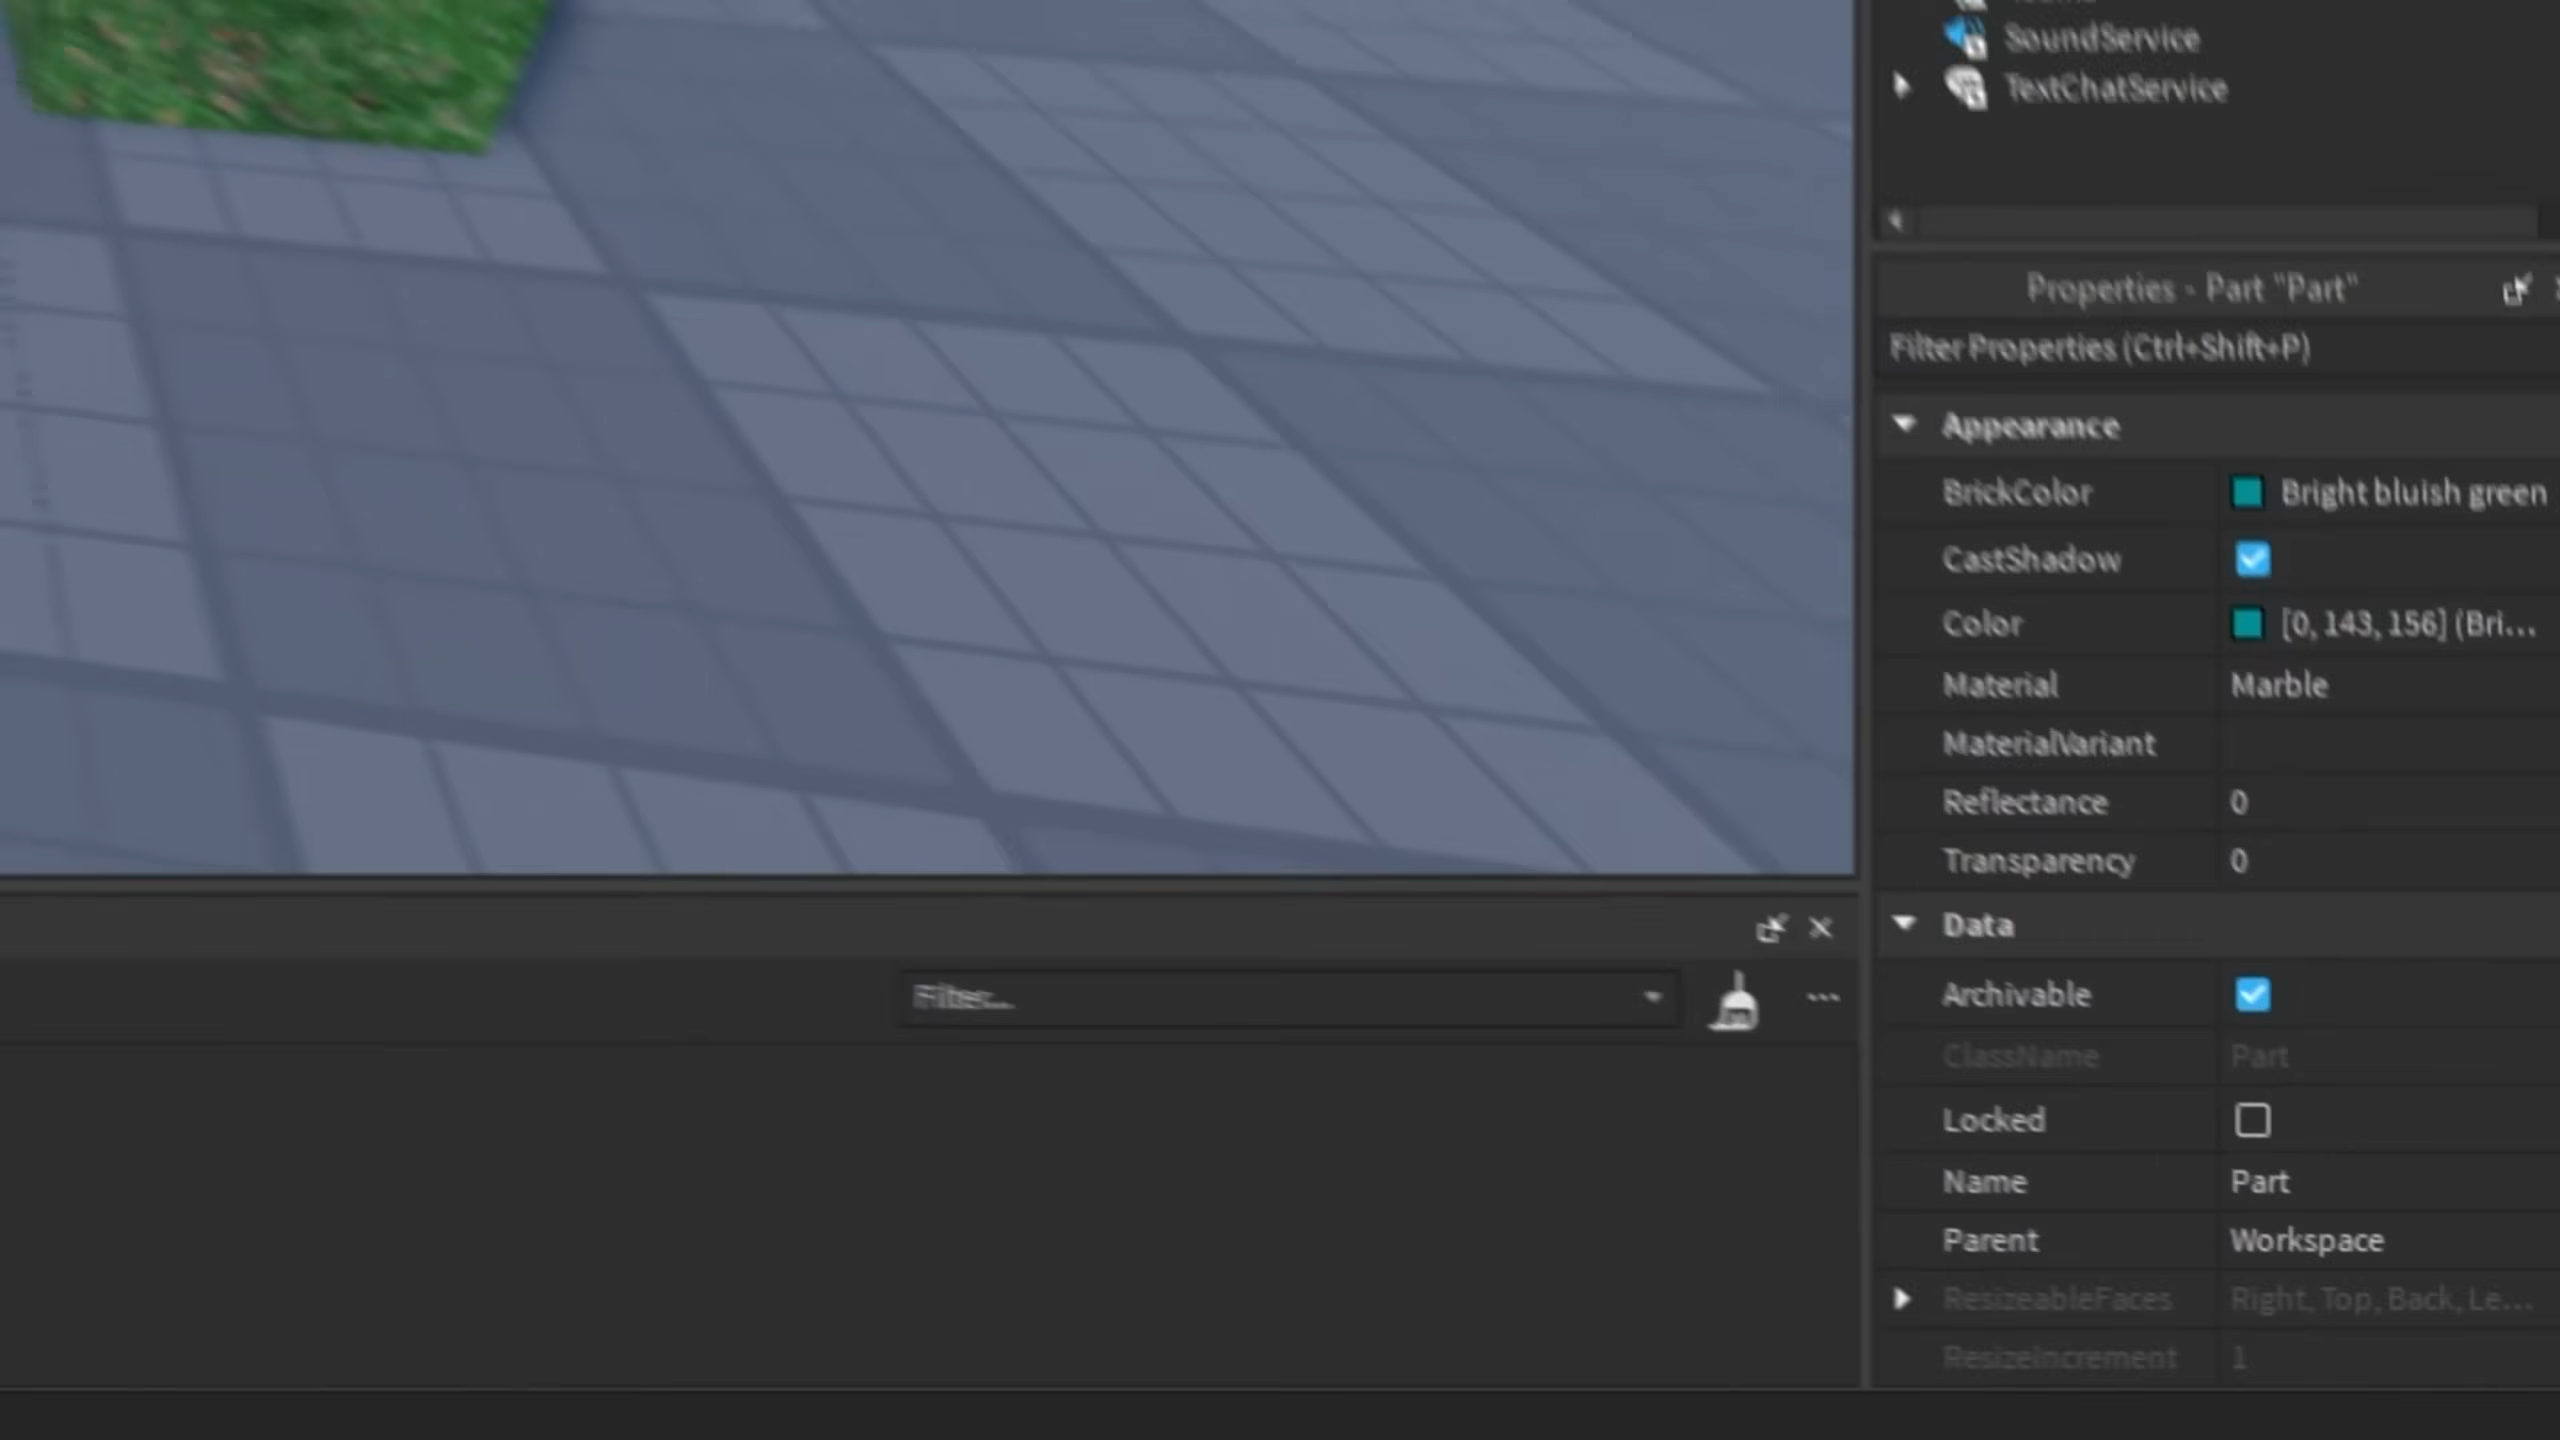 SoundService
TextChatService
Properties - Part "Part"
Filter Properties (Ctrl+Shift+P)
Appearance
BrickColor Bright bluish green
CastShadow
Color [0, 143, 156] (Bri...
Material Marble
MaterialVariant
Reflectance 0
Transparency 0
Data
Archivable
ClassName Part
Locked
Name Part
Parent Workspace
ResizeableFaces Right, Top, Back, Le...
ResizeIncrement 1
Filter...